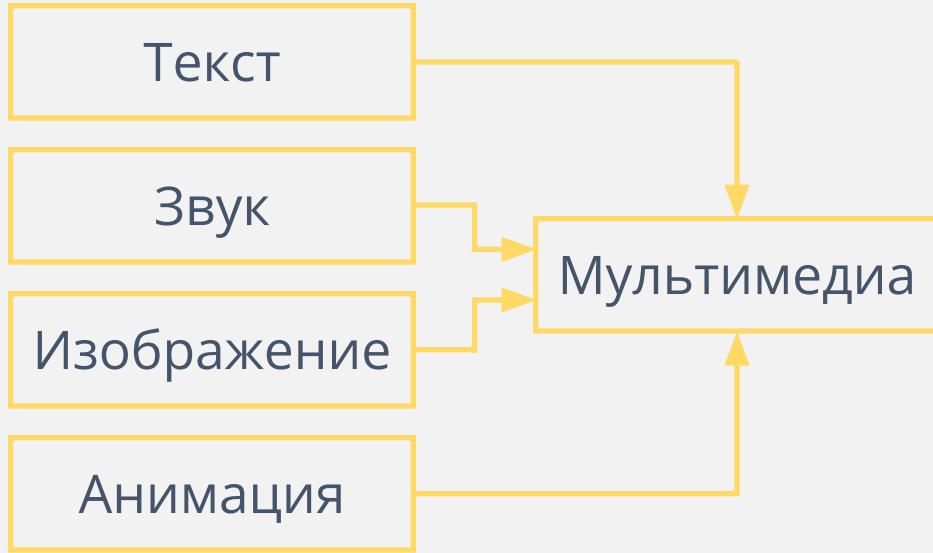 Текст
Звук
Изображение
Анимация
Мультимедиа